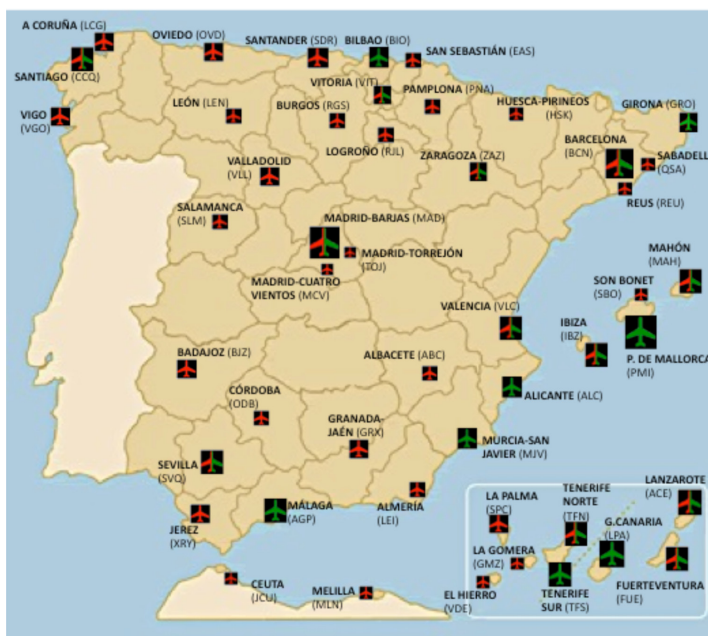 A CORUÑA (LCG)
OVIEDO (OVD)
SANTANDER (SDR)
BILBAO (BIO)
SAN SEBASTIÁN (EAS)
SANTIAGO (CCQ)
VITORIA (VIT)
PAMPLONA (PNA)
VIGO
(VGO)
LEÓN (LEN)
BURGOS (RGS)
HUESCA-PIRINEOS
(HSK)
GIRONA (GRO)
LOGROÑO (RJL)
BARCELONA
(BCN)
SABADELL
(QSA)
VALLADOLID
(VLL)
ZARAGOZA (ZAZ)
REUS (REU)
SALAMANCA
(SLM)
MADRID-BARJAS (MAD)
MADRID-TORREJÓN
(TOJ)
MADRID-CUATRO
VIENTOS (MCV)
MAHÓN
(MAH)
SON BONET
(SBO)
VALENCIA (VLC)
IBIZA
(IBZ)
P. DE MALLORCA
(PMI)
BADAJOZ (BJZ)
ALBACETE (ABC)
ALICANTE (ALC)
CÓRDOBA
(ODB)
GRANADA-
JAÉN (GRX)
MURCIA-SAN
JAVIER (MJV)
SEVILLA
(SVQ)
MÁLAGA
(AGP)
ALMERÍA
(LEI)
JEREZ
(XRY)
CEUTA
(JCU)
MELILLA
(MLN)
LA PALMA
(SPC)
TENERIFE
NORTE
(TFN)
LANZAROTE
(ACE)
G.CANARIA
(LPA)
LA GOMERA
(GMZ)
EL HIERRO
(VDE)
TENERIFE
SUR (TFS)
FUERTEVENTURA
(FUE)